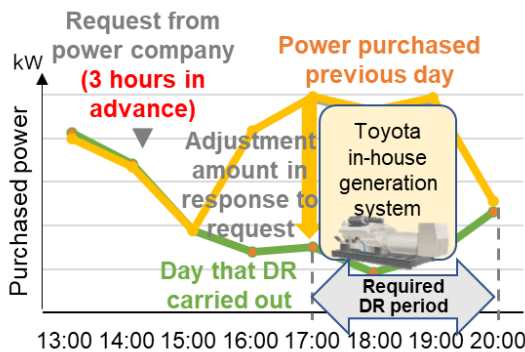 Request from
power company
(3 hours in
advance)
Power purchased
previous day
kW
Purchased power
Adjustment
amount in
response to
request
Toyota
in-house
generation
system
Day that DR
carried out
Required
DR period
13:00 14:00 15:00 16:00 17:00 18:00 19:00 20:00